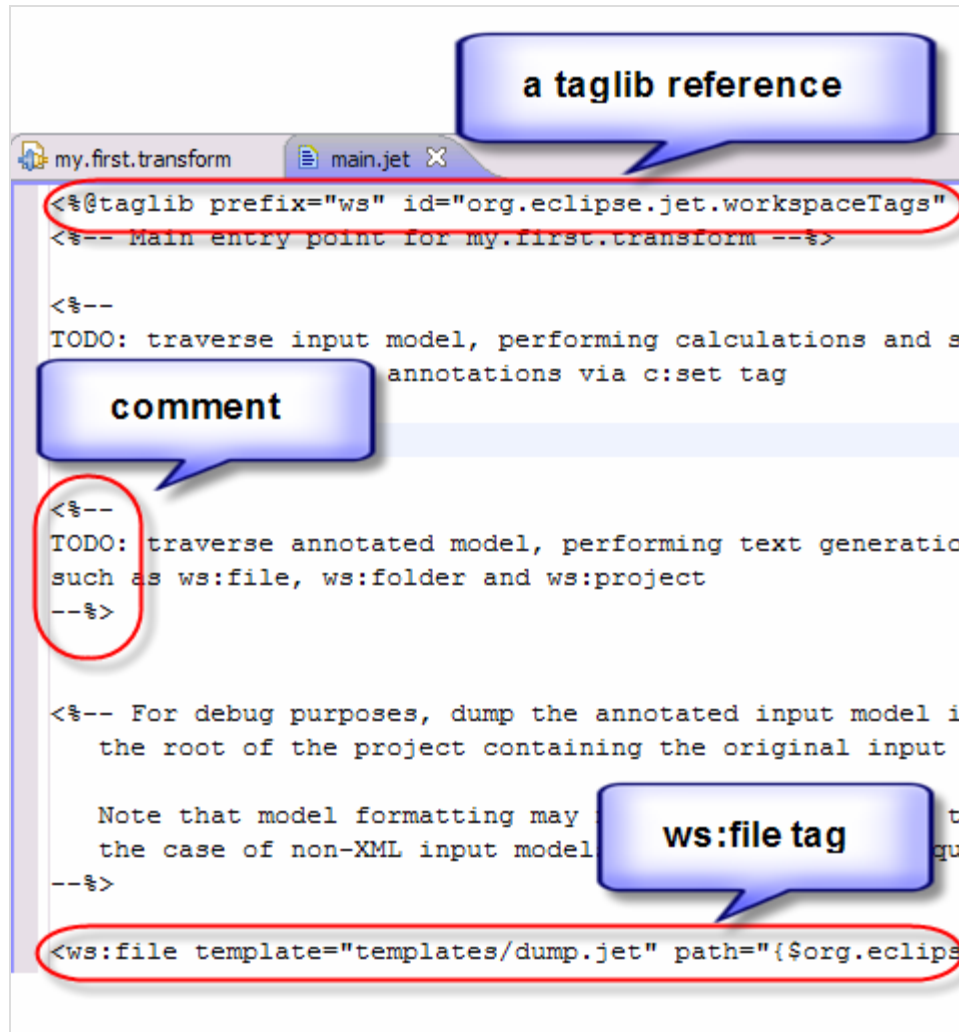 a taglib reference
my.first.transform main.jet
<%@taglib prefix="ws" id="org.eclipse.jet.workspaceTags"
<%-- Main entry point for my.first.transform --%>
<%--
TODO: traverse input model, performing calculations and s
annotations via c:set tag
comment
<%--
TODO: traverse annotated model, performing text generatio
such as ws:file, ws:folder and ws:project
--%>
<%-- For debug purposes, dump the annotated input model i
the root of the project containing the original input
Note that model formatting may
the case of non-XML input model
ws:file tag
--%>
<ws:file template="templates/dump.jet" path="{$org.eclips